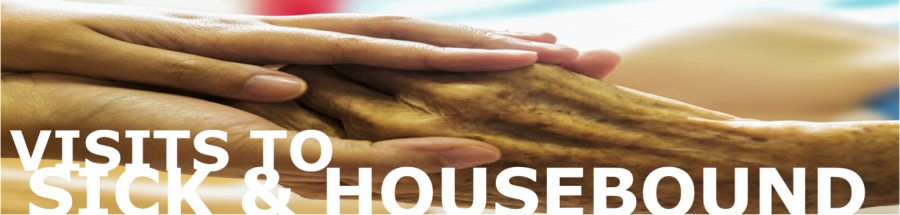 VISITS TO
SICK & HOUSEBOUND